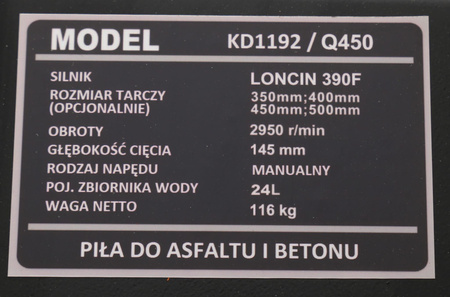 MODEL KD1192 / Q450
SILNIK LONCIN 390F
ROZMIAR TARCZY 350mm;400mm
(OPCJONALNIE) 450mm;500mm
OBROTY 2950 r/min
GŁĘBOKOŚĆ CIĘCIA 145 mm
RODZAJ NAPĘDU MANUALNY
POJ. ZBIORNIKA WODY 24L
WAGA NETTO 116 kg
PIŁA DO ASFALTU I BETONU